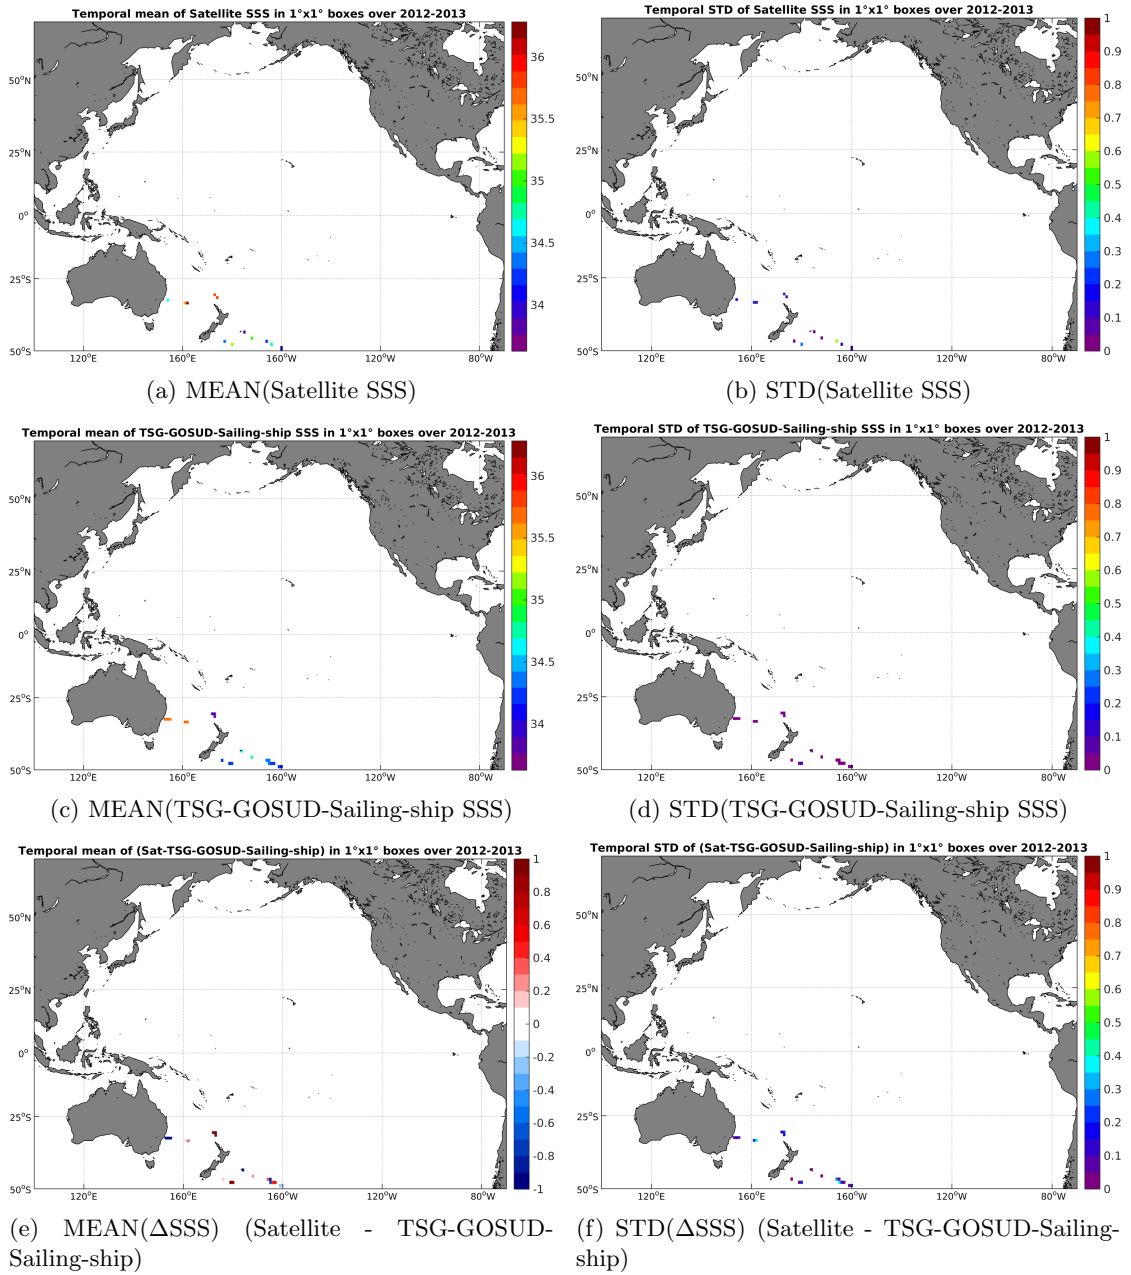 Temporal mean of Satellite SSS in 1°x1° boxes over 2012-2013
50°N
25°N
0°
25°S
50°S
120°E
160°E
160°W
120°W
80°W
36
35.5
35
34.5
34
(a) MEAN(Satellite SSS)
Temporal STD of Satellite SSS in 1°x1° boxes over 2012-2013
50°N
25°N
0°
25°S
50°S
120°E
160°E
160°W
120°W
80°W
1
0.9
0.8
0.7
0.6
0.5
0.4
0.3
0.2
0.1
0
(b) STD(Satellite SSS)
Temporal mean of TSG-GOSUD-Sailing-ship SSS in 1°x1° boxes over 2012-2013
50°N
25°N
0°
25°S
50°S
120°E
160°E
160°W
120°W
80°W
36
35.5
35
34.5
34
(c) MEAN(TSG-GOSUD-Sailing-ship SSS)
Temporal STD of TSG-GOSUD-Sailing-ship SSS in 1°x1° boxes over 2012-2013
50°N
25°N
0°
25°S
50°S
120°E
160°E
160°W
120°W
80°W
1
0.9
0.8
0.7
0.6
0.5
0.4
0.3
0.2
0.1
0
(d) STD(TSG-GOSUD-Sailing-ship SSS)
Temporal mean of (Sat-TSG-GOSUD-Sailing-ship) in 1°x1° boxes over 2012-2013
50°N
25°N
0°
25°S
50°S
120°E
160°E
160°W
120°W
80°W
1
0.8
0.6
0.4
0.2
0
-0.2
-0.4
-0.6
-0.8
-1
(e) MEAN(ΔSSS) (Satellite - TSG-GOSUD-
Sailing-ship)
Temporal STD of (Sat-TSG-GOSUD-Sailing-ship) in 1°x1° boxes over 2012-2013
50°N
25°N
0°
25°S
50°S
120°E
160°E
160°W
120°W
80°W
1
0.9
0.8
0.7
0.6
0.5
0.4
0.3
0.2
0.1
0
(f) STD(ΔSSS) (Satellite - TSG-GOSUD-Sailing-
ship)